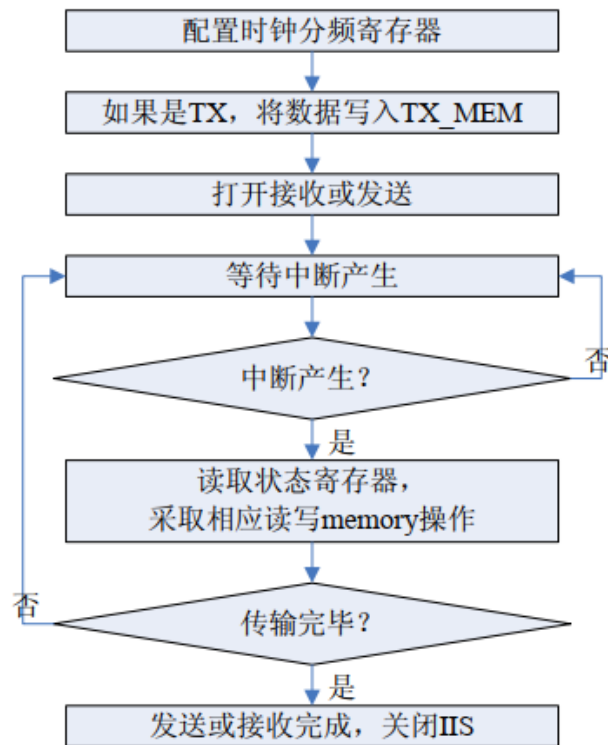 配置时钟分频寄存器
如果是TX，将数据写入TX_MEM
打开接收或发送
等待中断产生
中断产生？
否
是
读取状态寄存器，
采取相应读写memory操作
否
传输完毕？
是
发送或接收完成，关闭IIS